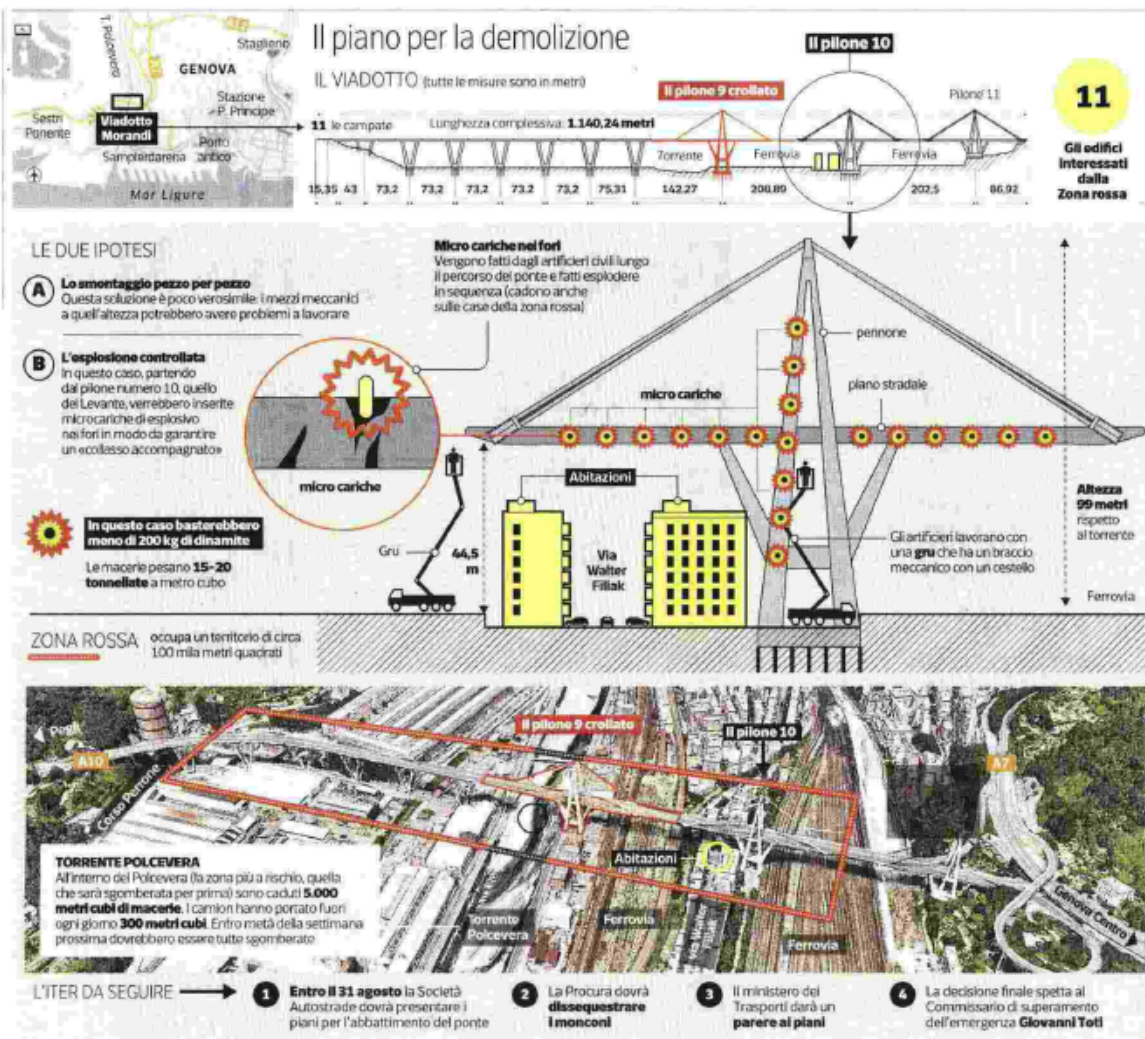 Il piano per la demolizione
IL VIADOTTO (tutte le misure sono in metri)
T. Polcevera
Staglieno
GENOVA
Stazione
P. Principe
Sestri
Ponente
Viadotto
Morandi
Sampierdarena
Porto
antico
Mar Ligure
11 le campate
Lunghezza complessiva: 1.140,24 metri
Il pilone 9 crollato
Il pilone 10
Pilone 11
Torrente
Ferrovia
Ferrovia
15,35 43 73,2 73,2 73,2 73,2 73,2 75,31 142,27 208,89 202,5 86,92
11
Gli edifici
interessati
dalla
Zona rossa
LE DUE IPOTESI
A
Lo smontaggio pezzo per pezzo
Questa soluzione è poco verosimile: i mezzi meccanici
a quell'altezza potrebbero avere problemi a lavorare
B
L'esplosione controllata
In questo caso, partendo
dal pilone numero 10, quello
del Levante, verrebbero inserite
microcariche di esplosivo
nei fori in modo da garantire
un «collasso accompagnato»
In questo caso basterebbero
meno di 200 kg di dinamite
Le macerie pesano 15-20
tonnellate a metro cubo
Micro cariche nei fori
Vengono fatti dagli artificieri civili lungo
il percorso del ponte e fatti esplodere
in sequenza (cadono anche
sulle case della zona rossa)
micro cariche
micro cariche
pennone
piano stradale
Abitazioni
Gru
44,5
m
Via
Walter
Fillak
Gli artificieri lavorano con
una gru che ha un braccio
meccanico con un cestello
Altezza
99 metri
rispetto
al torrente
Ferrovia
ZONA ROSSA
occupa un territorio di circa
100 mila metri quadrati
Pegli
A10
Corso Perrone
Il pilone 9 crollato
Il pilone 10
A7
Abitazioni
Genova Centro
TORRENTE POLCEVERA
All'interno del Polcevera (la zona più a rischio, quella
che sarà sgomberata per prima) sono caduti 5.000
metri cubi di macerie. I camion hanno portato fuori
ogni giorno 300 metri cubi. Entro metà della settimana
prossima dovrebbero essere tutte sgomberate
Torrente
Polcevera
Ferrovia
Via Walter
Fillak
Ferrovia
L'ITER DA SEGUIRE
1
Entro il 31 agosto la Società
Autostrade dovrà presentare i
piani per l'abbattimento del ponte
2
La Procura dovrà
dissequestrare
i monconi
3
Il ministero dei
Trasporti darà un
parere ai piani
4
La decisione finale spetta al
Commissario di superamento
dell'emergenza Giovanni Toti